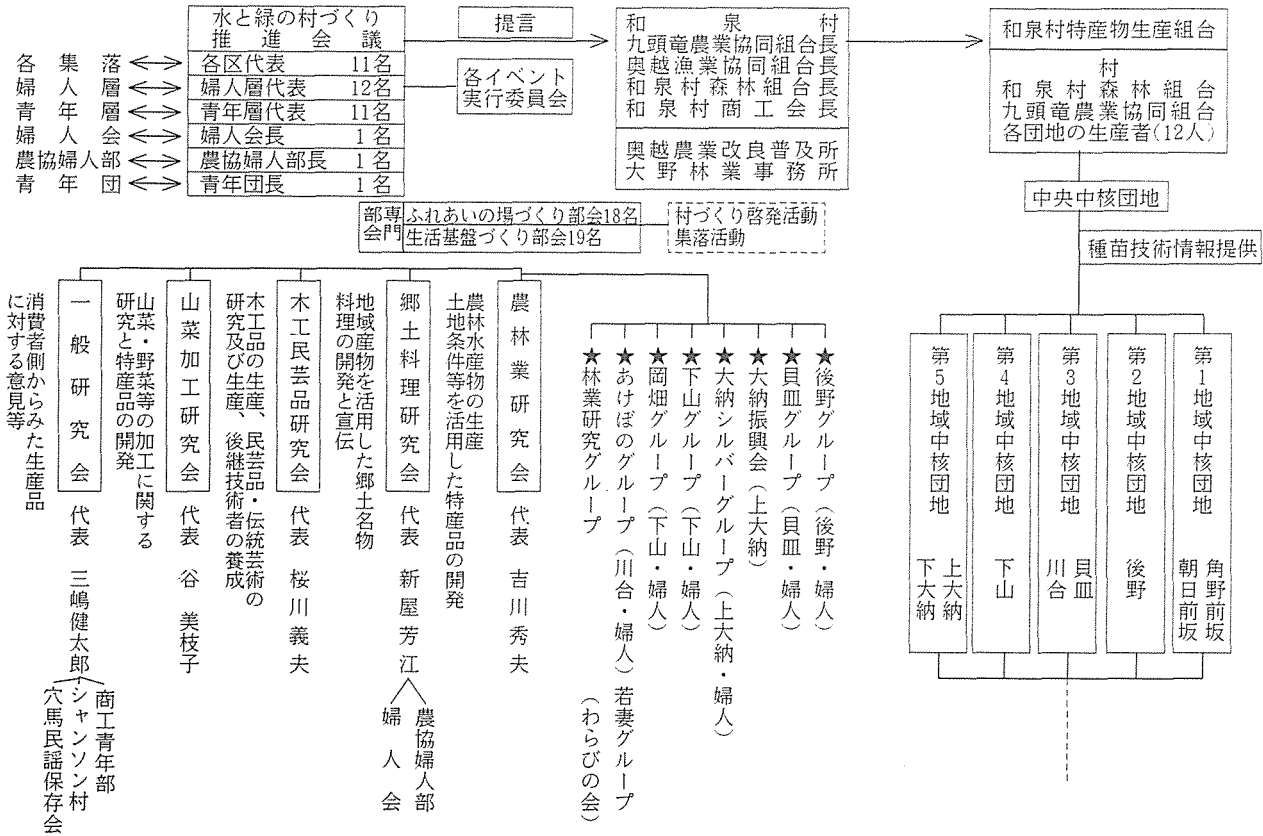 水と緑の村づくり
推進会議
各区代表 11名
婦人層代表 12名
青年層代表 11名
婦人会長 1名
農協婦人部長 1名
青年団長 1名
各集落
婦人層
青年層
婦人会
農協婦人部
青年団
提言
各イベント
実行委員会
和泉村
九頭竜農業協同組合長
奥越漁業協同組合長
和泉村森林組合長
和泉村商工会長
奥越農業改良普及所
大野林業事務所
和泉村特産物生産組合
村
和泉村森林組合
九頭竜農業協同組合
各団地の生産者(12人)
中央中核団地
種苗技術情報提供
専門
部会
ふれあいの場づくり部会18名
生活基盤づくり部会19名
村づくり啓発活動
集落活動
農林業研究会 代表 吉川秀夫
農林水産物の生産
土地条件等を活用した特産品の開発
郷土料理研究会 代表 新屋芳江
地域産物を活用した郷土名物
料理の開発と宣伝
農協婦人部
婦人会
木工民芸品研究会 代表 桜川義夫
木工品の生産、民芸品・伝統芸術の
研究及び生産、後継技術者の養成
山菜加工研究会 代表 谷美枝子
山菜・野菜等の加工に関する
研究と特産品の開発
一般研究会 代表 三嶋健太郎
消費者側からみた生産品
に対する意見等
商工青年部
シャンソン村
穴馬民謡保存会
★後野グループ(後野・婦人)
★貝皿グループ(貝皿・婦人)
★大納振興会(上大納)
★大納シルバーグループ(上大納・婦人)
★下山グループ(下山・婦人)
★岡畑グループ(下山・婦人)
★あけぼのグループ(川合・婦人)若妻グループ
(わらびの会)
★林業研究グループ
第1地域中核団地 角野前坂
朝日前坂
第2地域中核団地 後野
第3地域中核団地 貝皿
川合
第4地域中核団地 下山
第5地域中核団地 上大納
下大納